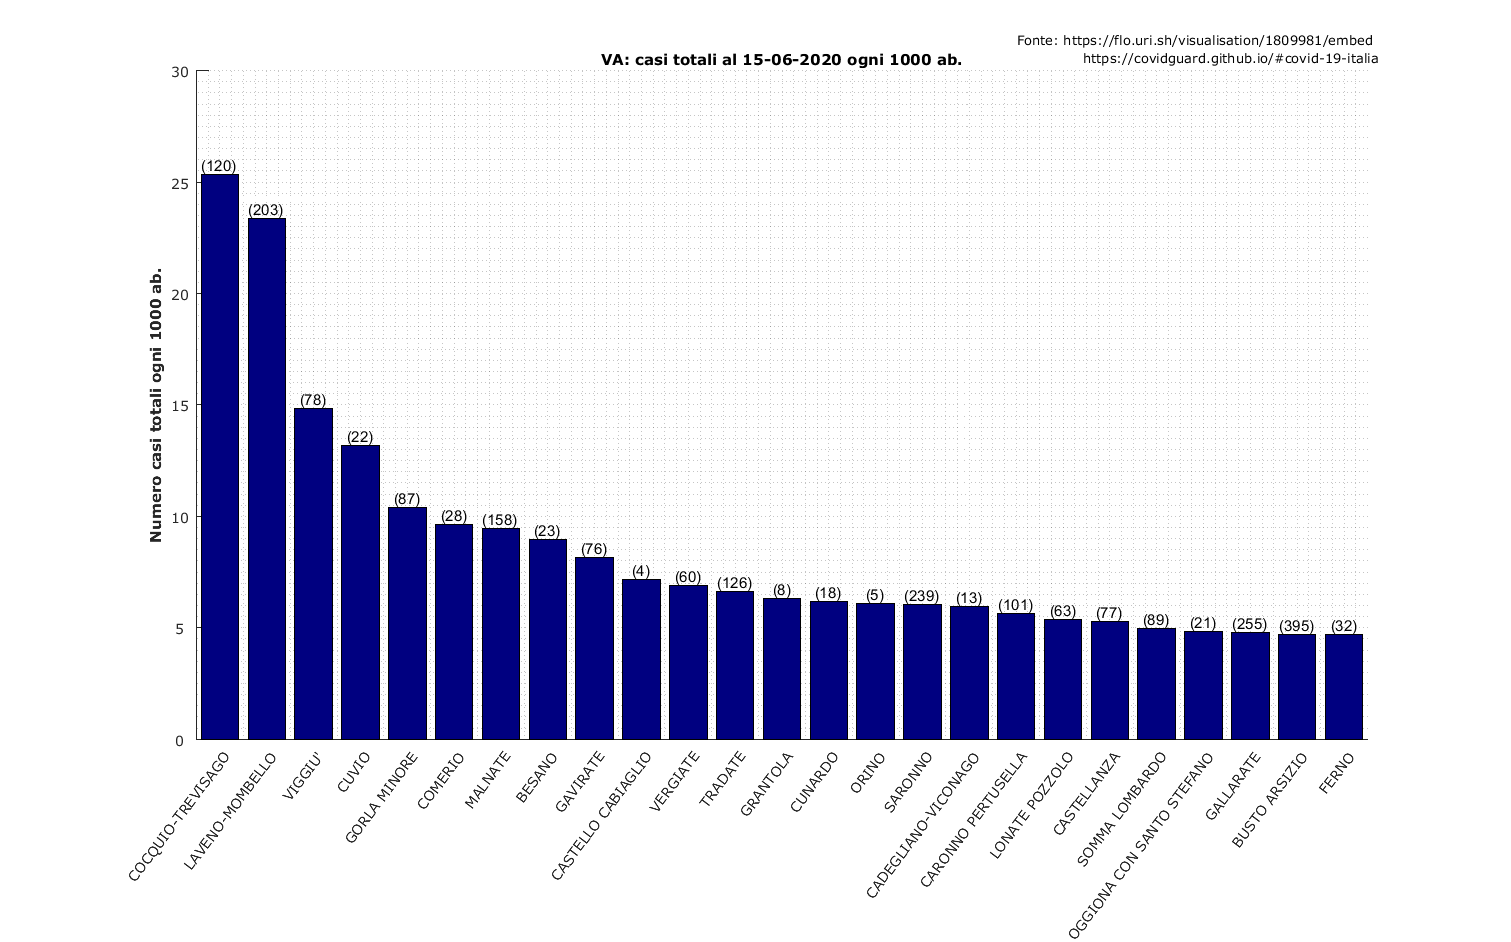 Fonte: https://flo.uri.sh/visualisation/1809981/embed
https://covidguard.github.io/#covid-19-italia
VA: casi totali al 15-06-2020 ogni 1000 ab.
Numero casi totali ogni 1000 ab.
30
25
20
15
10
5
0
(120)
(203)
(78)
(22)
(87)
(28)
(158)
(23)
(76)
(4)
(60)
(126)
(8)
(18)
(5)
(239)
(13)
(101)
(63)
(77)
(89)
(21)
(255)
(395)
(32)
COCQUIO-TREVISAGO
LAVENO-MOMBELLO
VIGGIU'
CUVIO
GORLA MINORE
COMERIO
MALNATE
BESANO
GAVIRATE
CASTELLO CABIAGLIO
VERGIATE
TRADATE
GRANTOLA
CUNARDO
ORINO
SARONNO
CADEGLIANO-VICONAGO
CARONNO PERTUSELLA
LONATE POZZOLO
CASTELLANZA
SOMMA LOMBARDO
OGGIONA CON SANTO STEFANO
GALLARATE
BUSTO ARSIZIO
FERNO